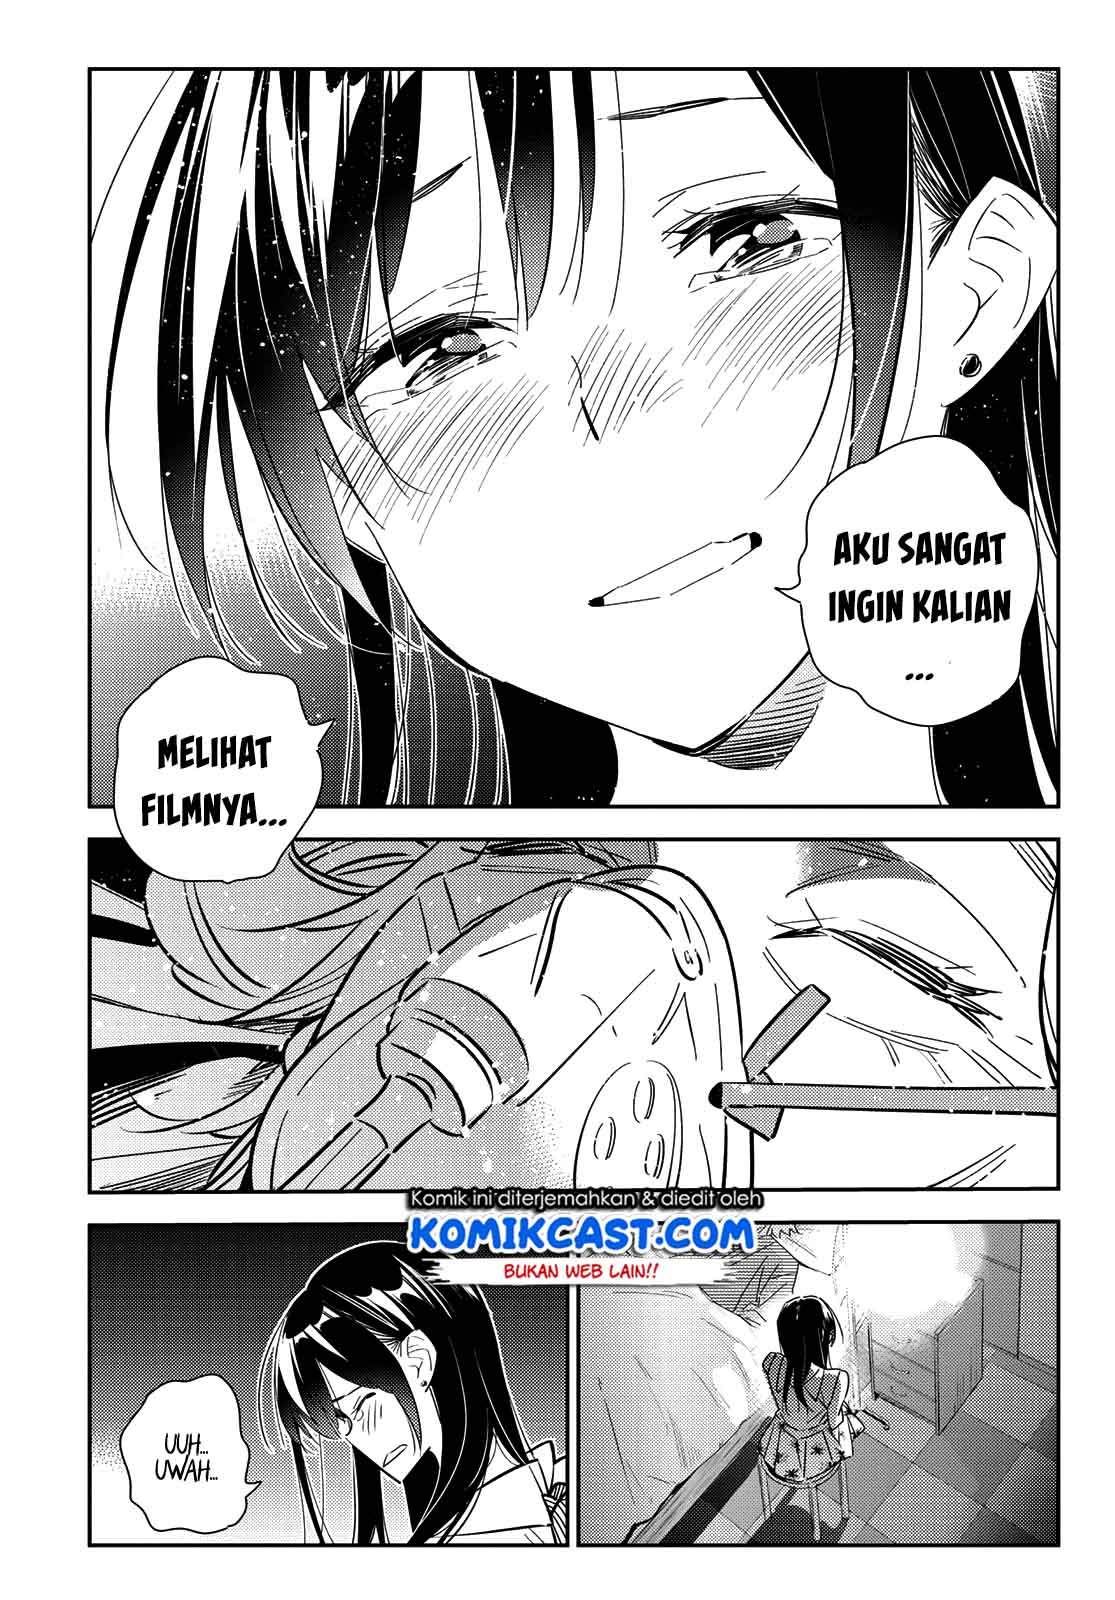 AKU SANGAT
INGIN KALIAN
...
MELIHAT
FILMNYA...
Komik ini diterjemahkan & diedit oleh
KOMIKCAST.COM
BUKAN WEB LAIN!!
UUH...
UWAH...